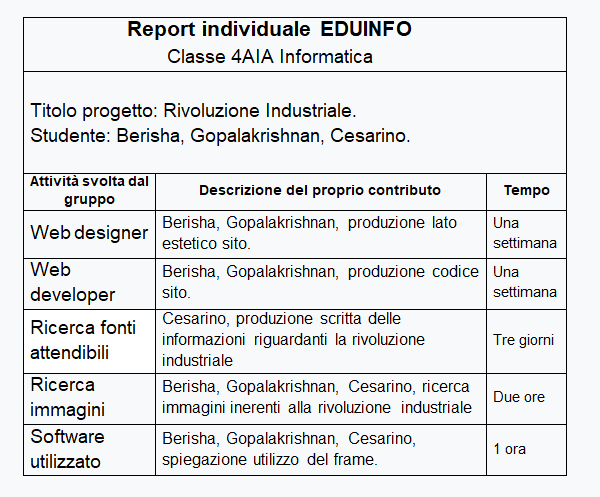 Report individuale EDUINFO
Classe 4AIA Informatica
Titolo progetto: Rivoluzione Industriale.
Studente: Berisha, Gopalakrishnan, Cesarino.
Attività svolta dal
gruppo
Descrizione del proprio contributo
Tempo
Web designer
Berisha, Gopalakrishnan, produzione lato
estetico sito.
Una
settimana
Web
developer
Berisha, Gopalakrishnan, produzione codice
sito.
Una
settimana
Ricerca fonti
attendibili
Cesarino, produzione scritta delle
informazioni riguardanti la rivoluzione
industriale
Tre giorni
Ricerca
immagini
Berisha, Gopalakrishnan, Cesarino, ricerca
immagini inerenti alla rivoluzione industriale
Due ore
Software
utilizzato
Berisha, Gopalakrishnan, Cesarino,
spiegazione utilizzo del frame.
1 ora